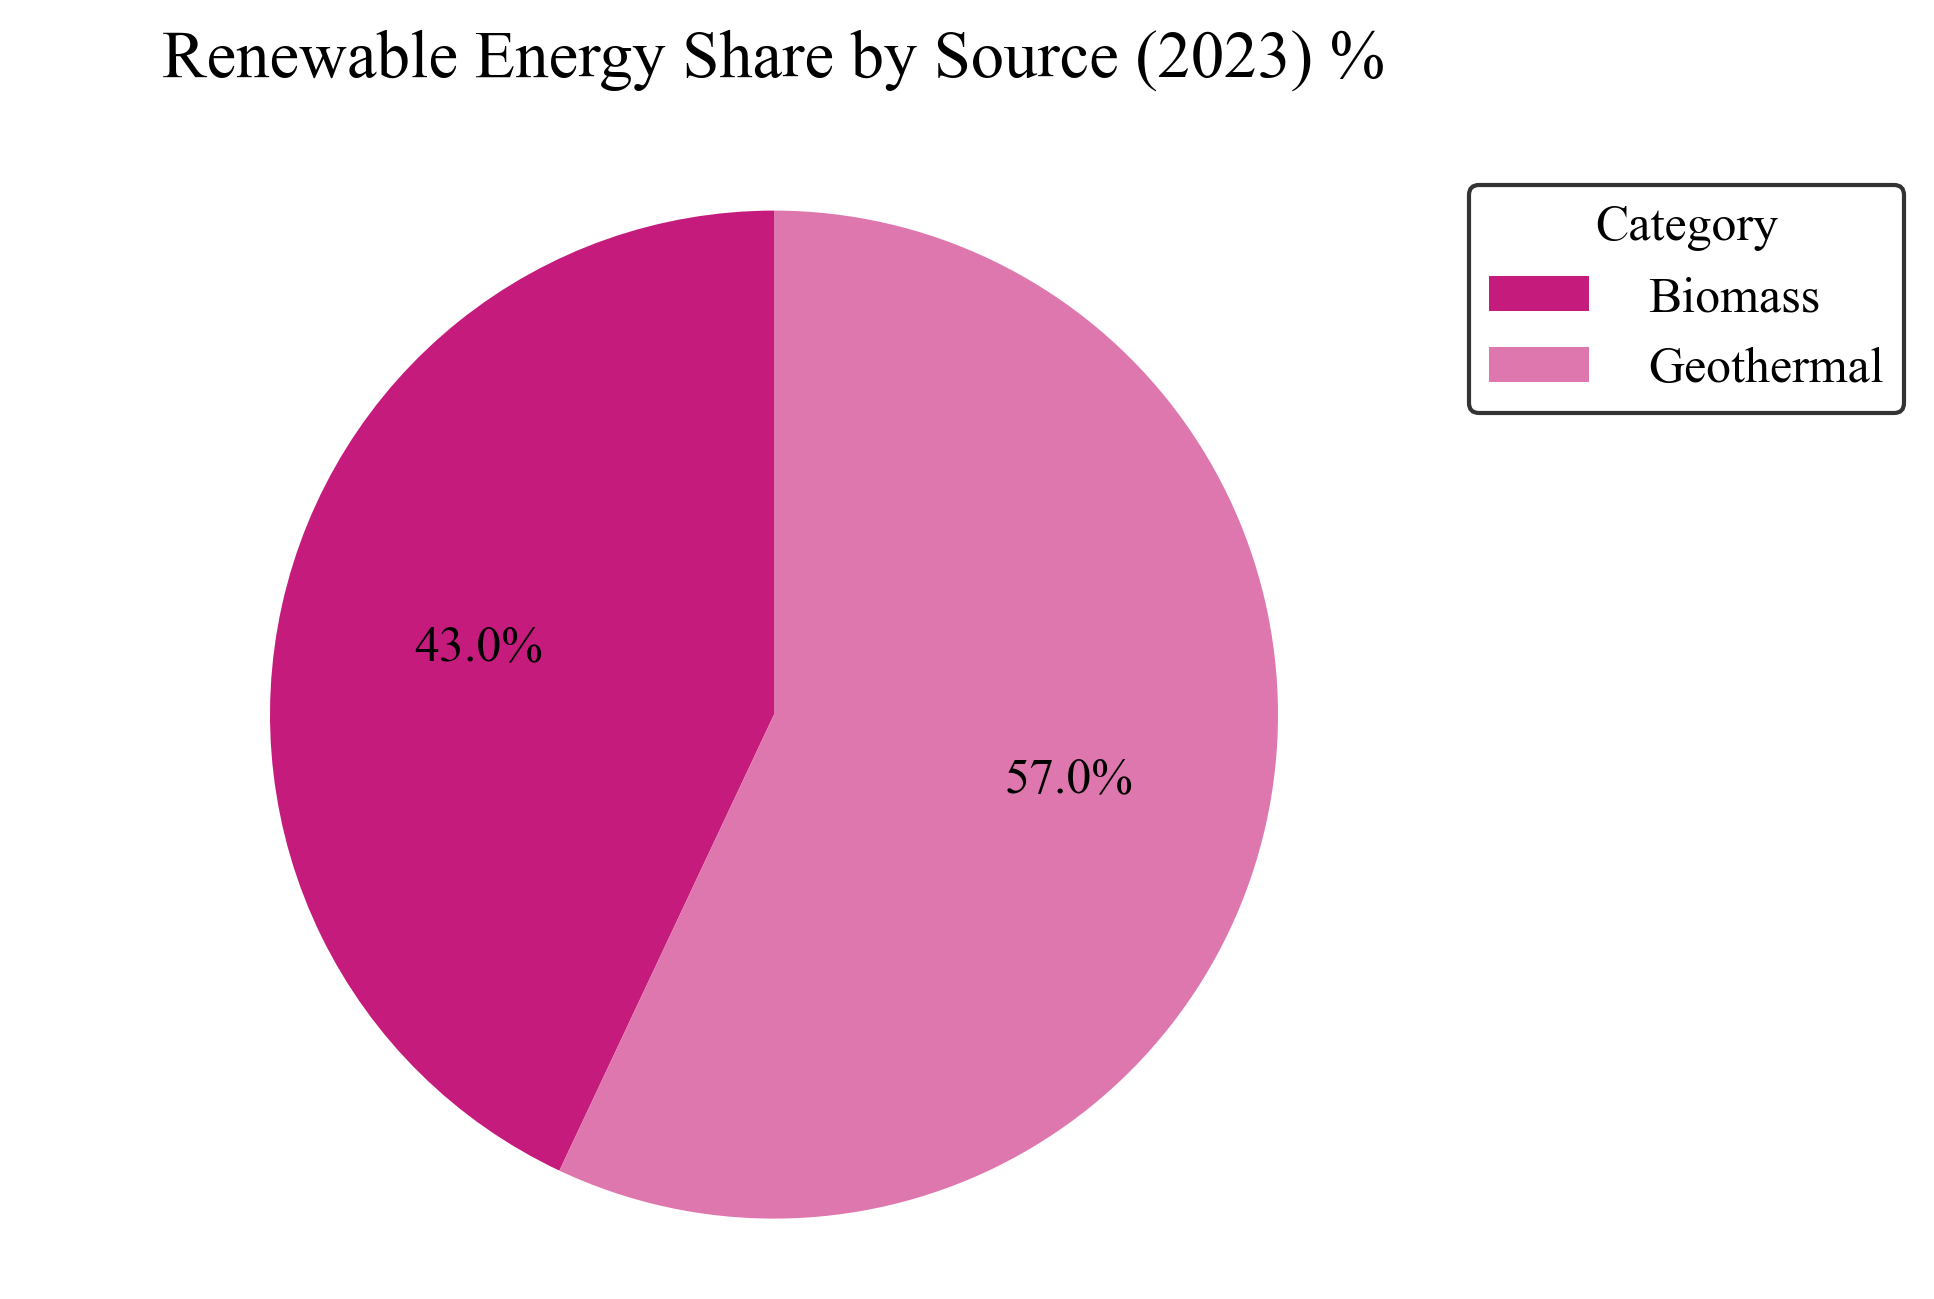 Renewable Energy Share by Source (2023) %
Category
Biomass
Geothermal
43.0%
57.0%